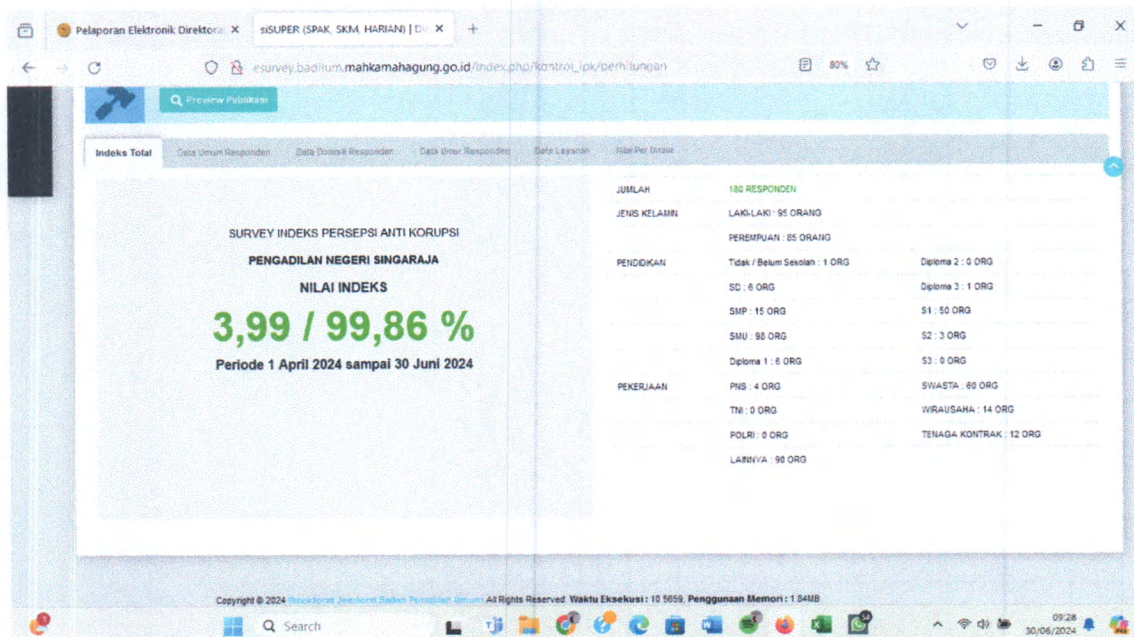 Pelaporan Elektronik Direktora
siSUPER (SPAK, SKM, HARIAN) | Di
esurvey.badilum.mahkamahagung.go.id/index.php/kontrol_ipk/perhitungan
80%
Preview Publikasi
Indeks Total
Data Umum Responden
Data Domisili Responden
Data Umur Responden
Data Layanan
Nilai Per Unsur
SURVEY INDEKS PERSEPSI ANTI KORUPSI
PENGADILAN NEGERI SINGARAJA
NILAI INDEKS
3,99 / 99,86 %
Periode 1 April 2024 sampai 30 Juni 2024
JUMLAH 180 RESPONDEN
JENIS KELAMIN LAKI-LAKI : 95 ORANG
PEREMPUAN : 85 ORANG
PENDIDIKAN Tidak / Belum Sekolah : 1 ORG Diploma 2 : 0 ORG
SD : 6 ORG Diploma 3 : 1 ORG
SMP : 15 ORG S1 : 50 ORG
SMU : 98 ORG S2 : 3 ORG
Diploma 1 : 6 ORG S3 : 0 ORG
PEKERJAAN PNS : 4 ORG SWASTA : 60 ORG
TNI : 0 ORG WIRAUSAHA : 14 ORG
POLRI : 0 ORG TENAGA KONTRAK : 12 ORG
LAINNYA : 90 ORG
Copyright © 2024 Direktorat Jenderal Badan Peradilan Umum All Rights Reserved. Waktu Eksekusi : 10.5659, Penggunaan Memori : 1.84MB
Search
09:28
30/06/2024